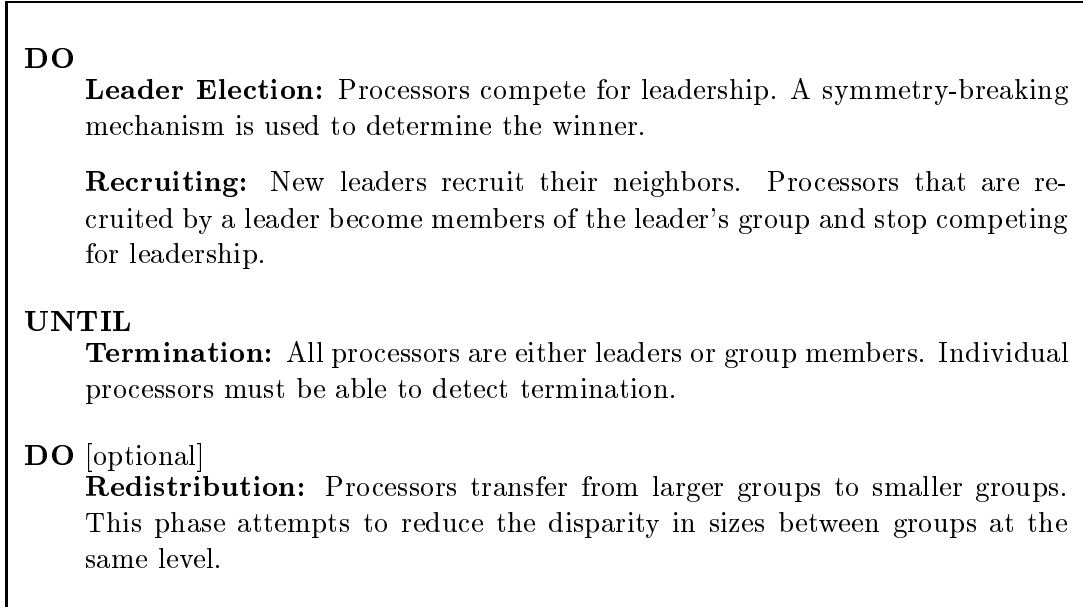 DO
Leader Election: Processors compete for leadership. A symmetry-breaking
mechanism is used to determine the winner.
Recruiting: New leaders recruit their neighbors. Processors that are re-
cruited by a leader become members of the leader's group and stop competing
for leadership.
UNTIL
Termination: All processors are either leaders or group members. Individual
processors must be able to detect termination.
DO [optional]
Redistribution: Processors transfer from larger groups to smaller groups.
This phase attempts to reduce the disparity in sizes between groups at the
same level.